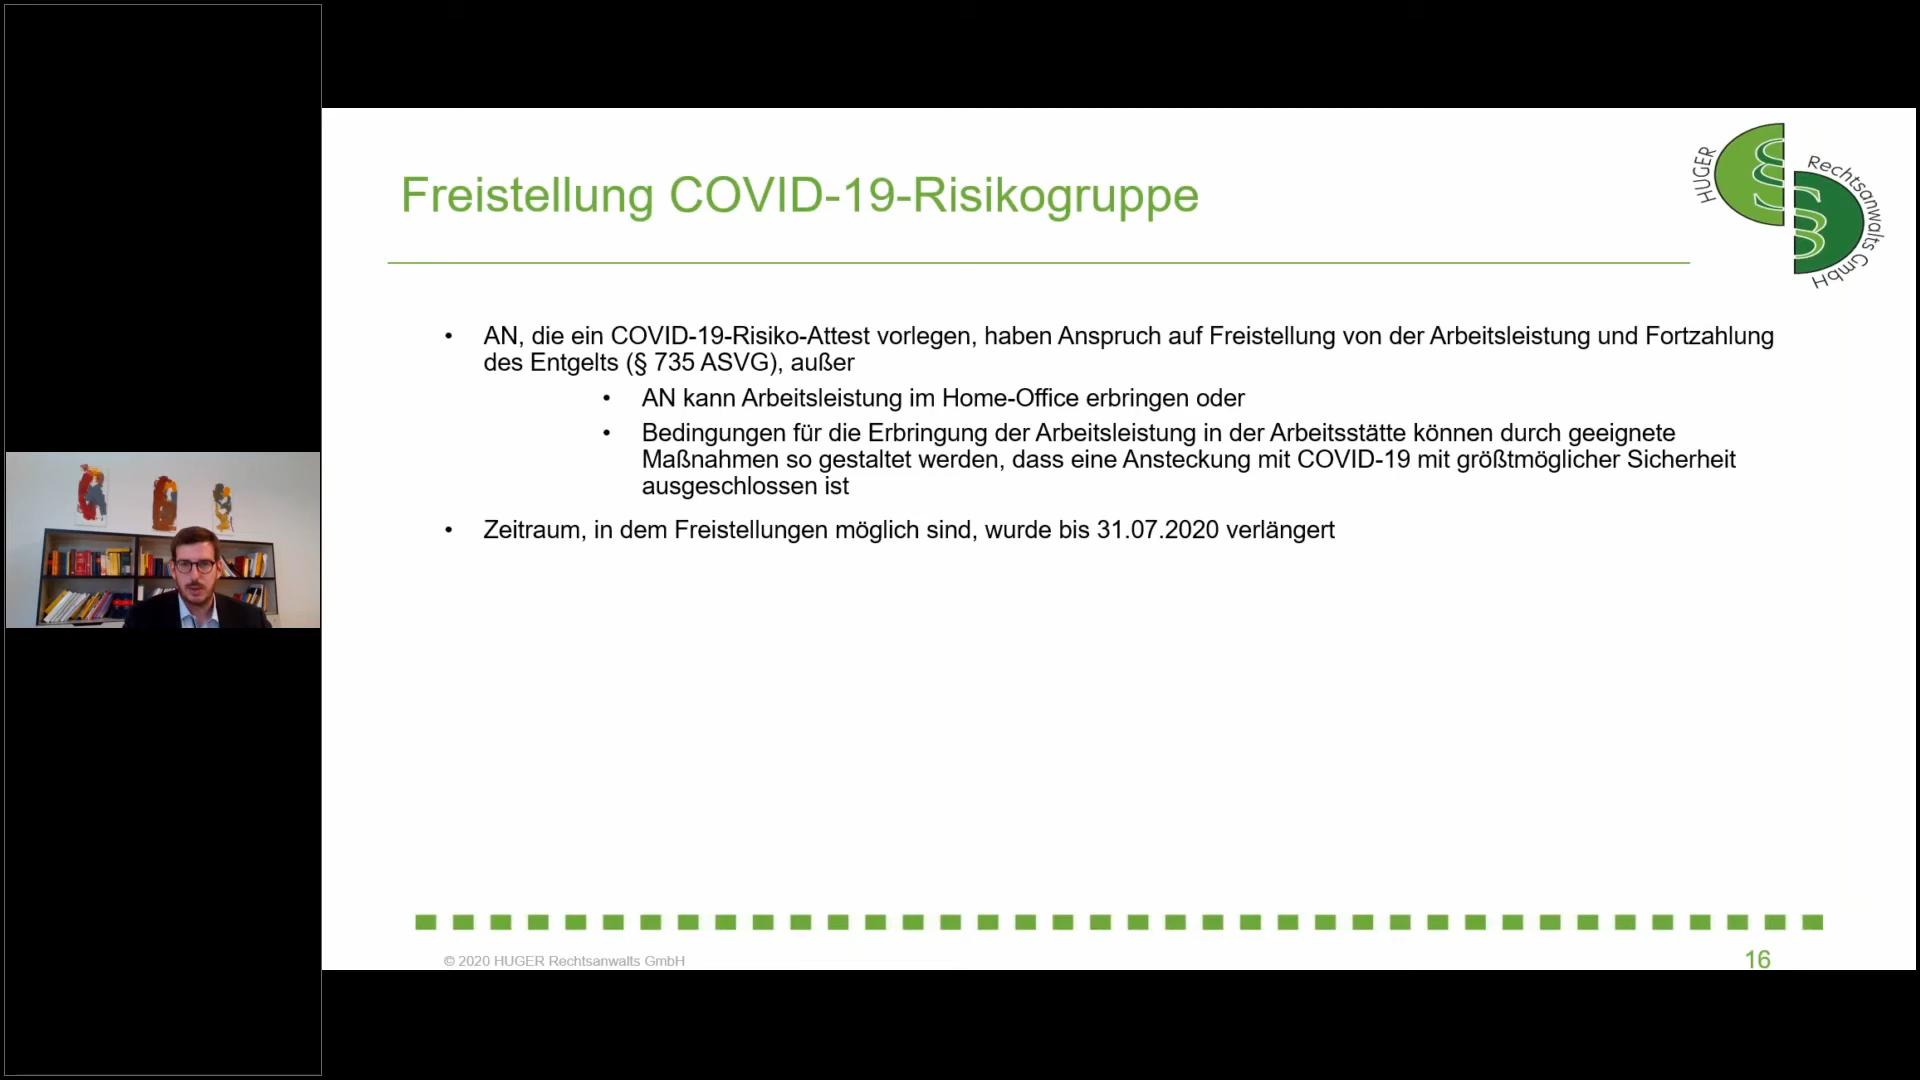 Freistellung COVID-19-Risikogruppe
HUGER
Rechtsanwalts GmbH
• AN, die ein COVID-19-Risiko-Attest vorlegen, haben Anspruch auf Freistellung von der Arbeitsleistung und Fortzahlung
des Entgelts (§ 735 ASVG), außer
• AN kann Arbeitsleistung im Home-Office erbringen oder
• Bedingungen für die Erbringung der Arbeitsleistung in der Arbeitsstätte können durch geeignete
Maßnahmen so gestaltet werden, dass eine Ansteckung mit COVID-19 mit größtmöglicher Sicherheit
ausgeschlossen ist
• Zeitraum, in dem Freistellungen möglich sind, wurde bis 31.07.2020 verlängert
© 2020 HUGER Rechtsanwalts GmbH
16